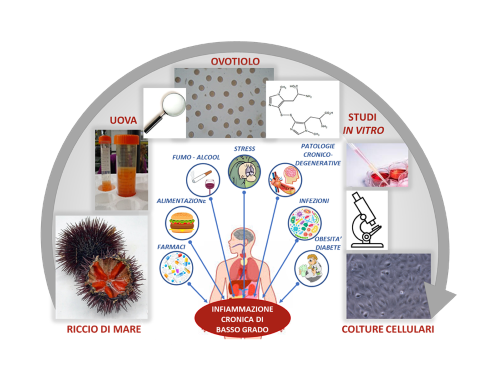 OVOTIOLO
UOVA
STUDI
IN VITRO
STRESS
PATOLOGIE
CRONICO-
DEGENERATIVE
FUMO - ALCOOL
ALIMENTAZIONe
INFEZIONI
FARMACI
OBESITA'
DIABETE
INFIAMMAZIONE
CRONICA DI
BASSO GRADO
RICCIO DI MARE
COLTURE CELLULARI